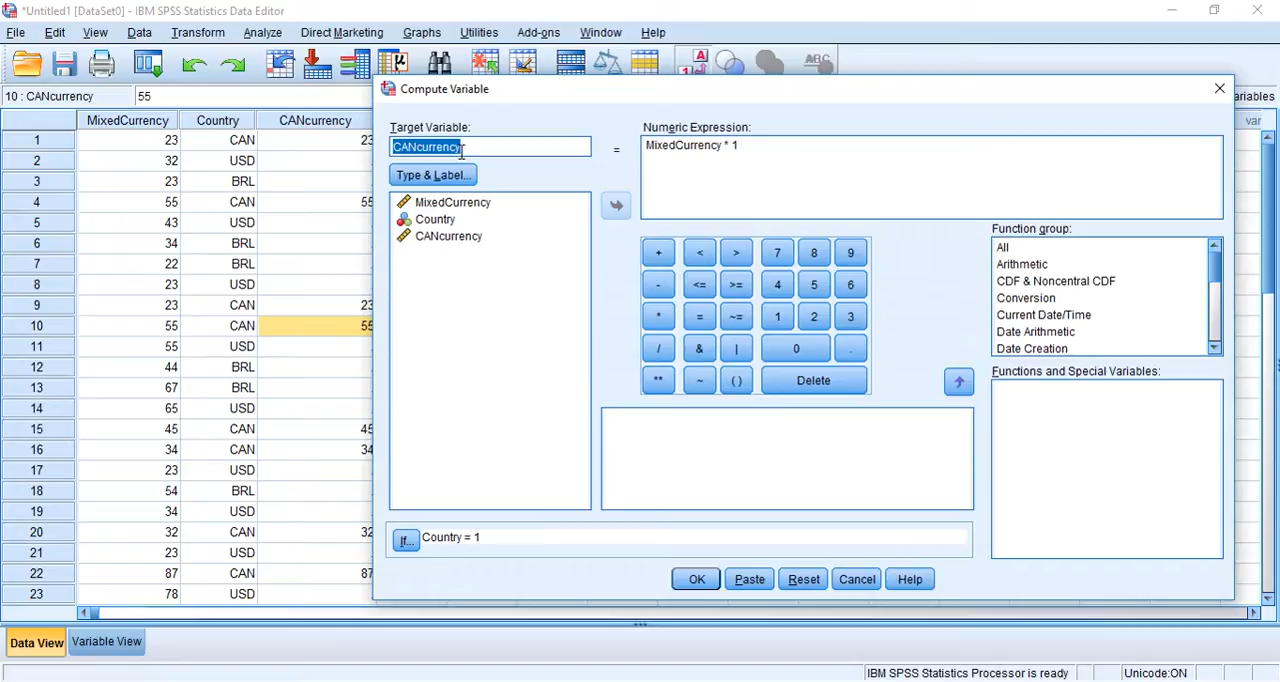 *Untitled1 [DataSet0] - IBM SPSS Statistics Data Editor
File Edit View Data Transform Analyze Direct Marketing Graphs Utilities Add-ons Window Help
10 : CANcurrency 55
ariables
MixedCurrency Country CANcurrency var
1 23 CAN 23
2 32 USD
3 23 BRL
4 55 CAN 55
5 43 USD
6 34 BRL
7 22 BRL
8 23 USD
9 23 CAN 23
10 55 CAN 55
11 55 USD
12 44 BRL
13 67 BRL
14 65 USD
15 45 CAN 45
16 34 CAN 34
17 23 USD
18 54 BRL
19 34 USD
20 32 CAN 32
21 23 USD
22 87 CAN 87
23 78 USD
Compute Variable
Target Variable:
CANcurrency
=
Numeric Expression:
MixedCurrency * 1
Type & Label...
MixedCurrency
Country
CANcurrency
+ < > 7 8 9
- <= >= 4 5 6
* = ~= 1 2 3
/ & | 0 .
** ~ ( ) Delete
Function group:
All
Arithmetic
CDF & Noncentral CDF
Conversion
Current Date/Time
Date Arithmetic
Date Creation
Functions and Special Variables:
If... Country = 1
OK Paste Reset Cancel Help
Data View Variable View
IBM SPSS Statistics Processor is ready Unicode:ON